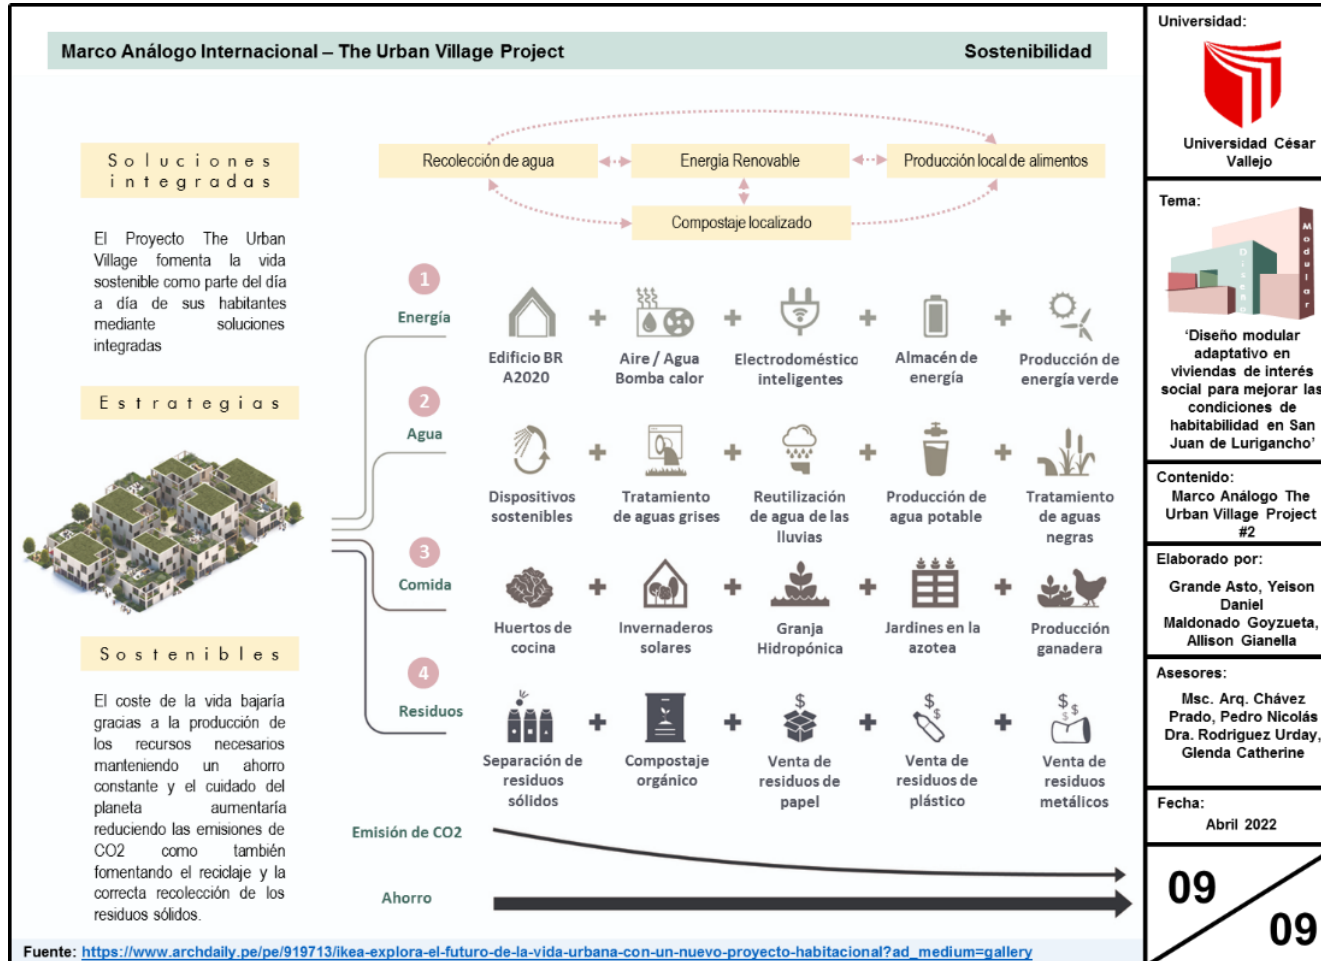 Marco Análogo Internacional – The Urban Village Project
Sostenibilidad
Soluciones
integradas
El Proyecto The Urban
Village fomenta la vida
sostenible como parte del día
a día de sus habitantes
mediante soluciones
integradas
Estrategias
Sostenibles
El coste de la vida bajaría
gracias a la producción de
los recursos necesarios
manteniendo un ahorro
constante y el cuidado del
planeta aumentaría
reduciendo las emisiones de
CO2 como también
fomentando el reciclaje y la
correcta recolección de los
residuos sólidos.
Recolección de agua
Energía Renovable
Producción local de alimentos
Compostaje localizado
1
Energía
Edificio BR
A2020
Aire / Agua
Bomba calor
Electrodoméstico
inteligentes
Almacén de
energía
Producción de
energía verde
2
Agua
Dispositivos
sostenibles
Tratamiento
de aguas grises
Reutilización
de agua de las
lluvias
Producción de
agua potable
Tratamiento
de aguas
negras
3
Comida
Huertos de
cocina
Invernaderos
solares
Granja
Hidropónica
Jardines en la
azotea
Producción
ganadera
4
Residuos
Separación de
residuos
sólidos
Compostaje
orgánico
Venta de
residuos de
papel
Venta de
residuos de
plástico
Venta de
residuos
metálicos
Emisión de CO2
Ahorro
Fuente: https://www.archdaily.pe/pe/919713/ikea-explora-el-futuro-de-la-vida-urbana-con-un-nuevo-proyecto-habitacional?ad_medium=gallery
Universidad:
Universidad César
Vallejo
Tema:
Diseño
Modular
‘Diseño modular
adaptativo en
viviendas de interés
social para mejorar las
condiciones de
habitabilidad en San
Juan de Lurigancho’
Contenido:
Marco Análogo The
Urban Village Project
#2
Elaborado por:
Grande Asto, Yeison
Daniel
Maldonado Goyzueta,
Allison Gianella
Asesores:
Msc. Arq. Chávez
Prado, Pedro Nicolás
Dra. Rodriguez Urday,
Glenda Catherine
Fecha:
Abril 2022
09
09